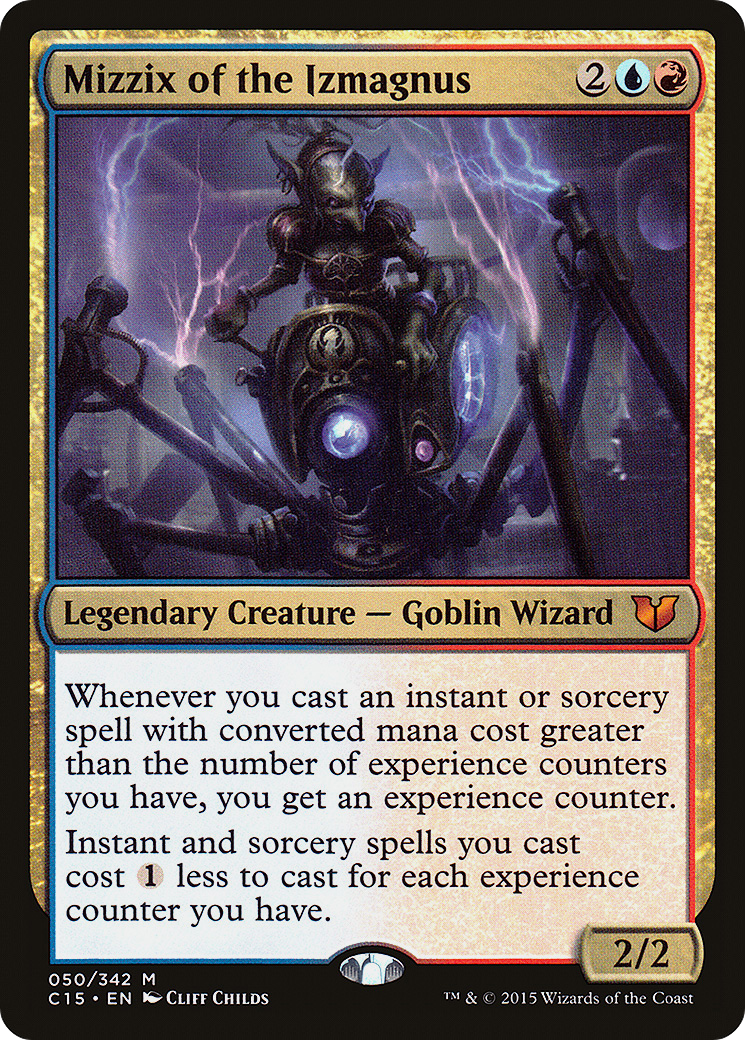 Mizzix of the Izmagnus 2
Legendary Creature — Goblin Wizard
Whenever you cast an instant or sorcery
spell with converted mana cost greater
than the number of experience counters
you have, you get an experience counter.
Instant and sorcery spells you cast
cost 1 less to cast for each experience
counter you have.
2/2
050/342 M
C15 • EN Cliff Childs
™ & © 2015 Wizards of the Coast